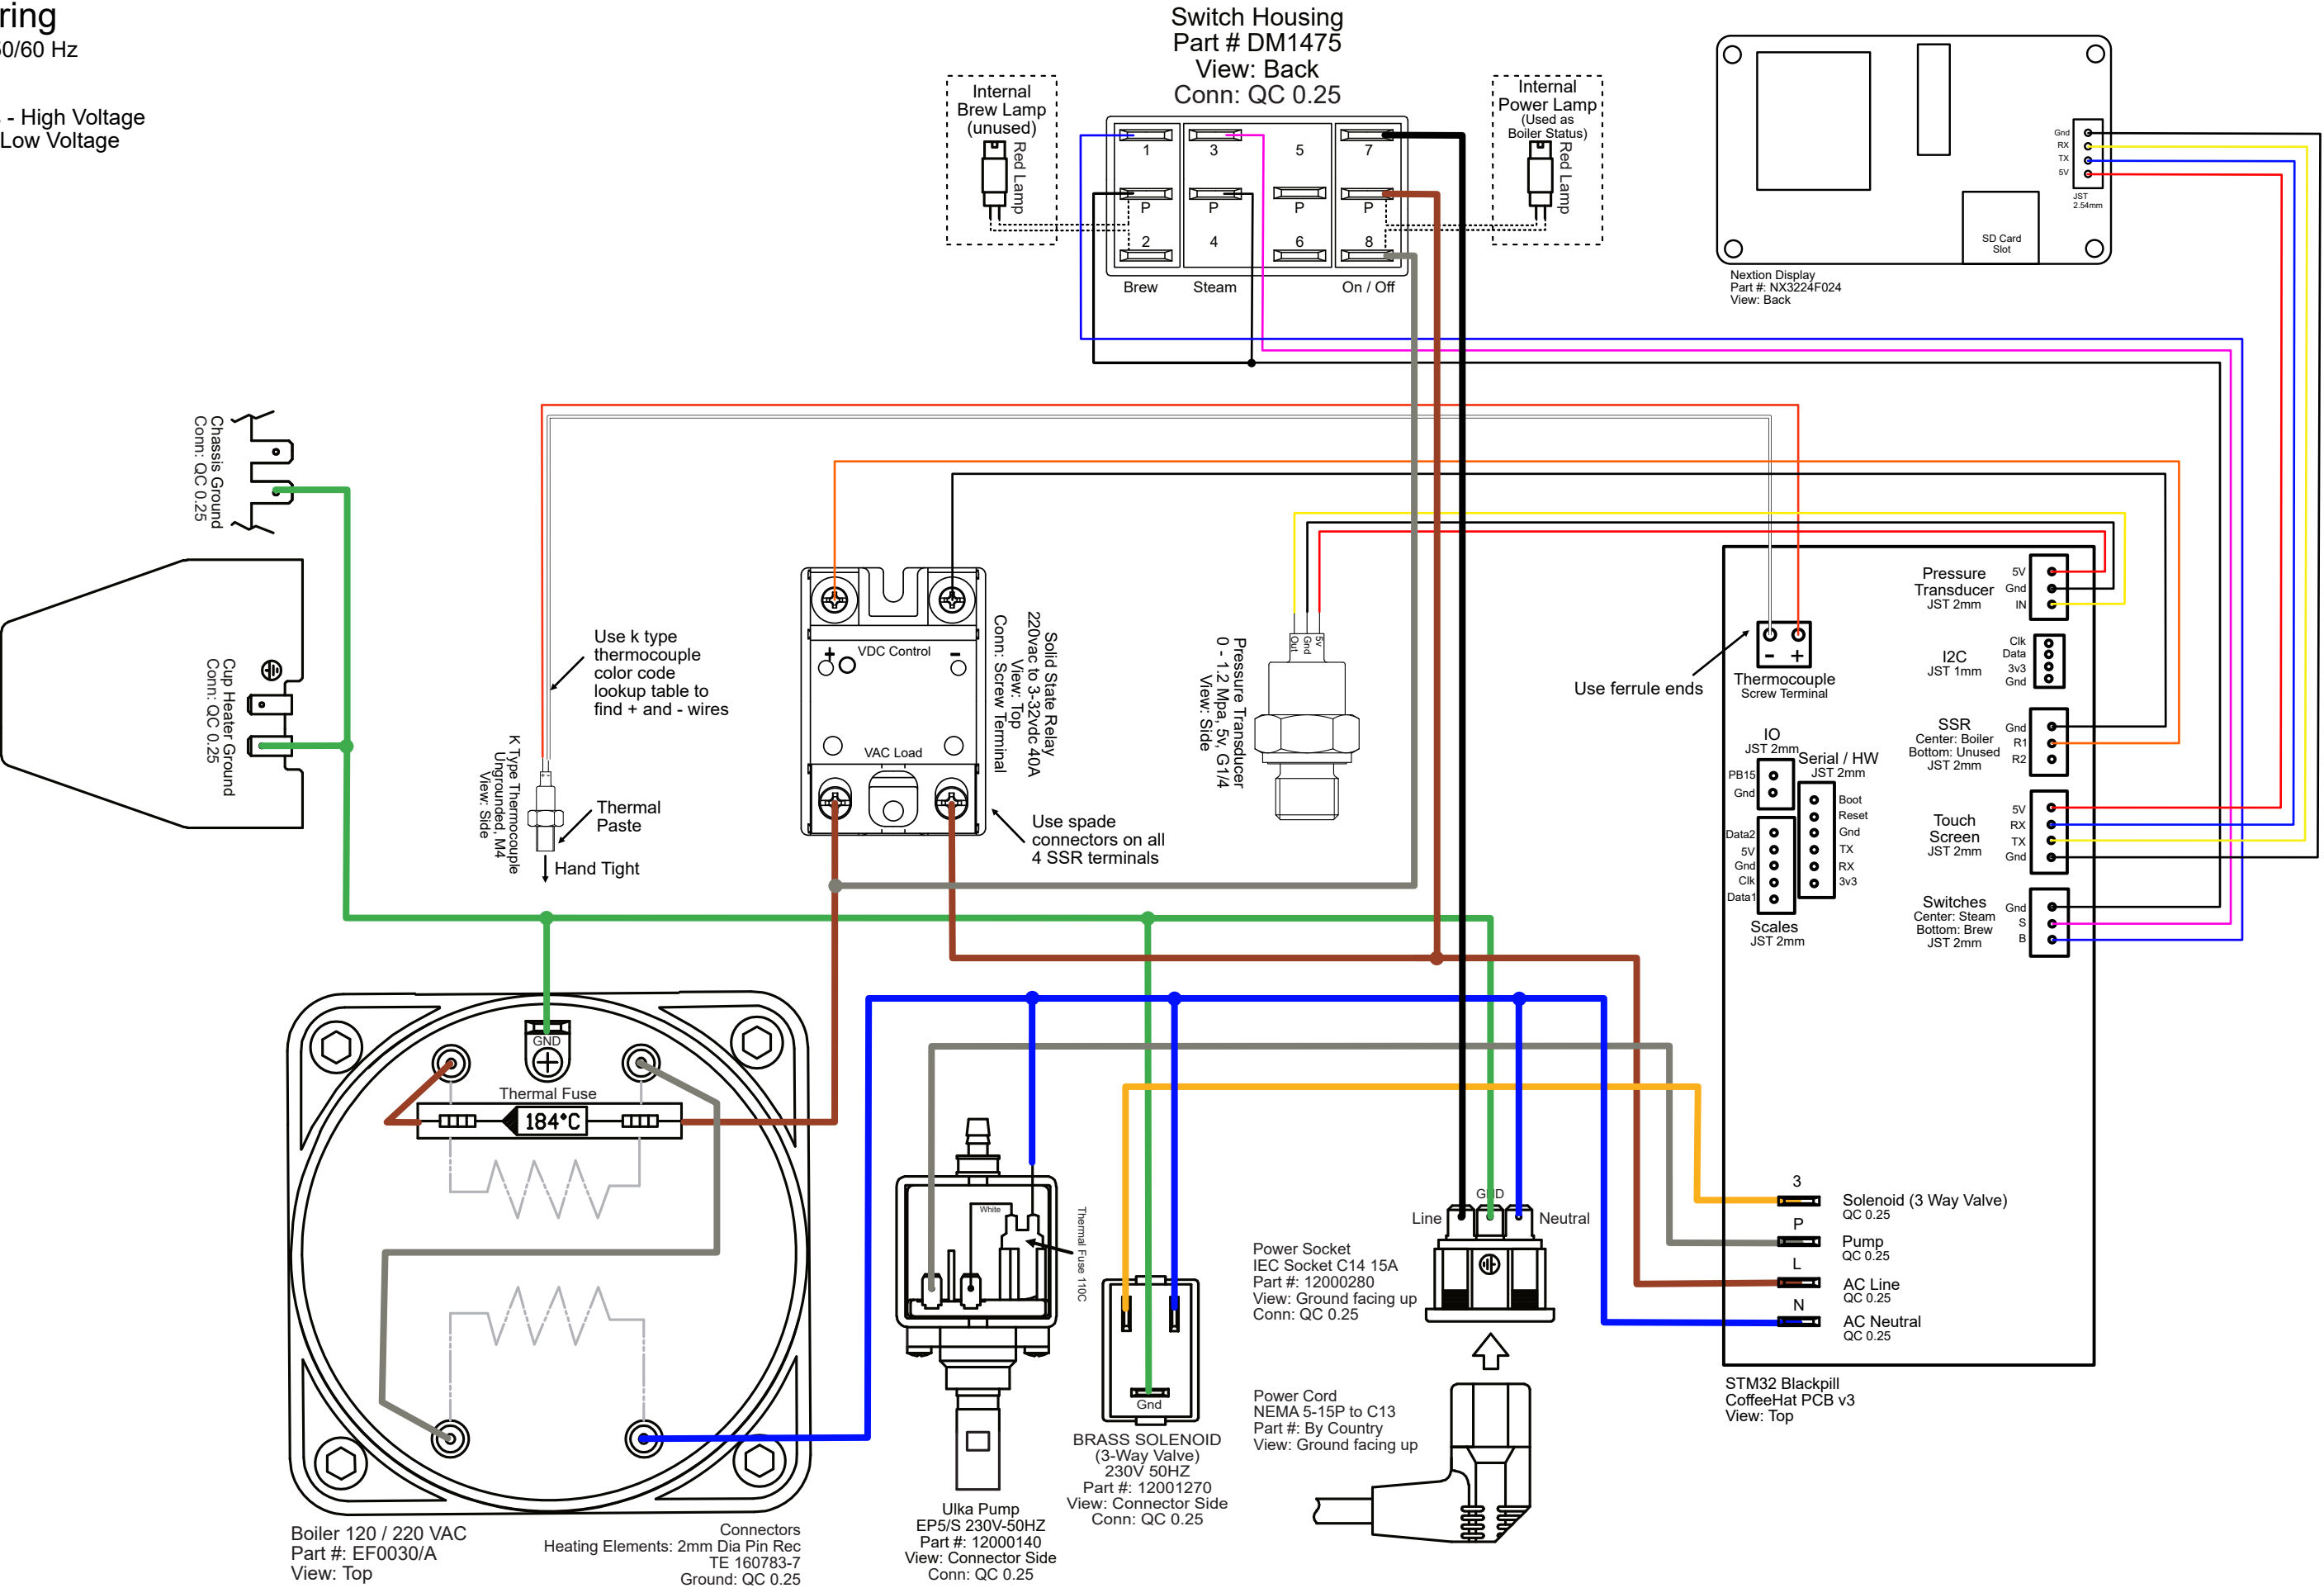 ring
50/60 Hz
- High Voltage
Low Voltage
Switch Housing
Part # DM1475
View: Back
Conn: QC 0.25
Internal
Brew Lamp
(unused)
Red Lamp
Internal
Power Lamp
(Used as
Boiler Status)
Red Lamp
1
3
5
7
P
P
P
P
2
4
6
8
Brew
Steam
On / Off
Gnd
RX
TX
5V
JST
2.54mm
SD Card
Slot
Nextion Display
Part #: NX3224F024
View: Back
Chassis Ground
Conn: QC 0.25
Cup Heater Ground
Conn: QC 0.25
Use k type
thermocouple
color code
lookup table to
find + and - wires
K Type Thermocouple
Ungrounded, M4
View: Side
Thermal
Paste
Hand Tight
+
VDC Control
-
VAC Load
Solid State Relay
220vac to 3-32vdc 40A
View: Top
Conn: Screw Terminal
Use spade
connectors on all
4 SSR terminals
Out
Gnd
5v
Pressure Transducer
0 - 1.2 Mpa, 5v, G1/4
View: Side
Use ferrule ends
- +
Thermocouple
Screw Terminal
Pressure
Transducer
JST 2mm
5V
Gnd
IN
I2C
JST 1mm
Clk
Data
3v3
Gnd
SSR
Center: Boiler
Bottom: Unused
JST 2mm
Gnd
R1
R2
IO
JST 2mm
PB15
Gnd
Serial / HW
JST 2mm
Boot
Reset
Gnd
TX
RX
3v3
Data2
5V
Gnd
Clk
Data1
Scales
JST 2mm
Touch
Screen
JST 2mm
5V
RX
TX
Gnd
Switches
Center: Steam
Bottom: Brew
JST 2mm
Gnd
S
B
GND
Thermal Fuse
184°C
Boiler 120 / 220 VAC
Part #: EF0030/A
View: Top
Connectors
Heating Elements: 2mm Dia Pin Rec
TE 160783-7
Ground: QC 0.25
White
Thermal Fuse 110C
Ulka Pump
EP5/S 230V-50HZ
Part #: 12000140
View: Connector Side
Conn: QC 0.25
Gnd
BRASS SOLENOID
(3-Way Valve)
230V 50HZ
Part #: 12001270
View: Connector Side
Conn: QC 0.25
GND
Line
Neutral
Power Socket
IEC Socket C14 15A
Part #: 12000280
View: Ground facing up
Conn: QC 0.25
Power Cord
NEMA 5-15P to C13
Part #: By Country
View: Ground facing up
3
Solenoid (3 Way Valve)
QC 0.25
P
Pump
QC 0.25
L
AC Line
QC 0.25
N
AC Neutral
QC 0.25
STM32 Blackpill
CoffeeHat PCB v3
View: Top